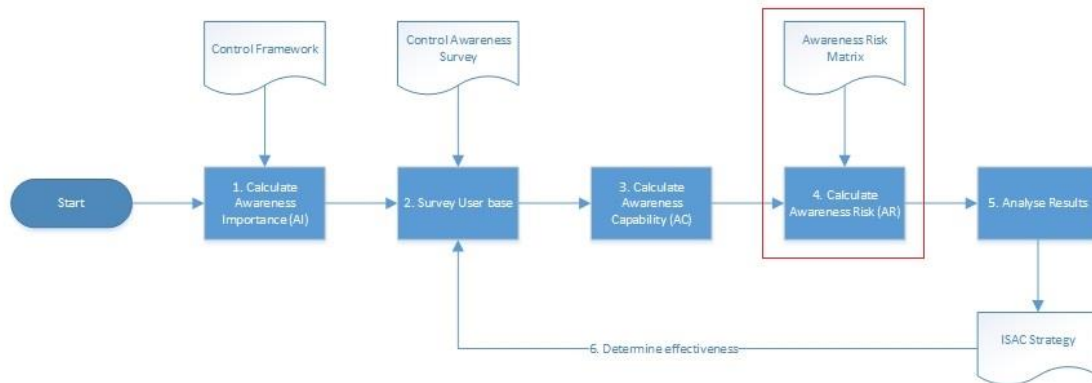 Control Framework
Control Awareness
Survey
Awareness Risk
Matrix
Start
1. Calculate
Awareness
Importance (AI)
2. Survey User base
3. Calculate
Awareness
Capability (AC)
4. Calculate
Awareness Risk (AR)
5. Analyse Results
ISAC Strategy
6. Determine effectiveness